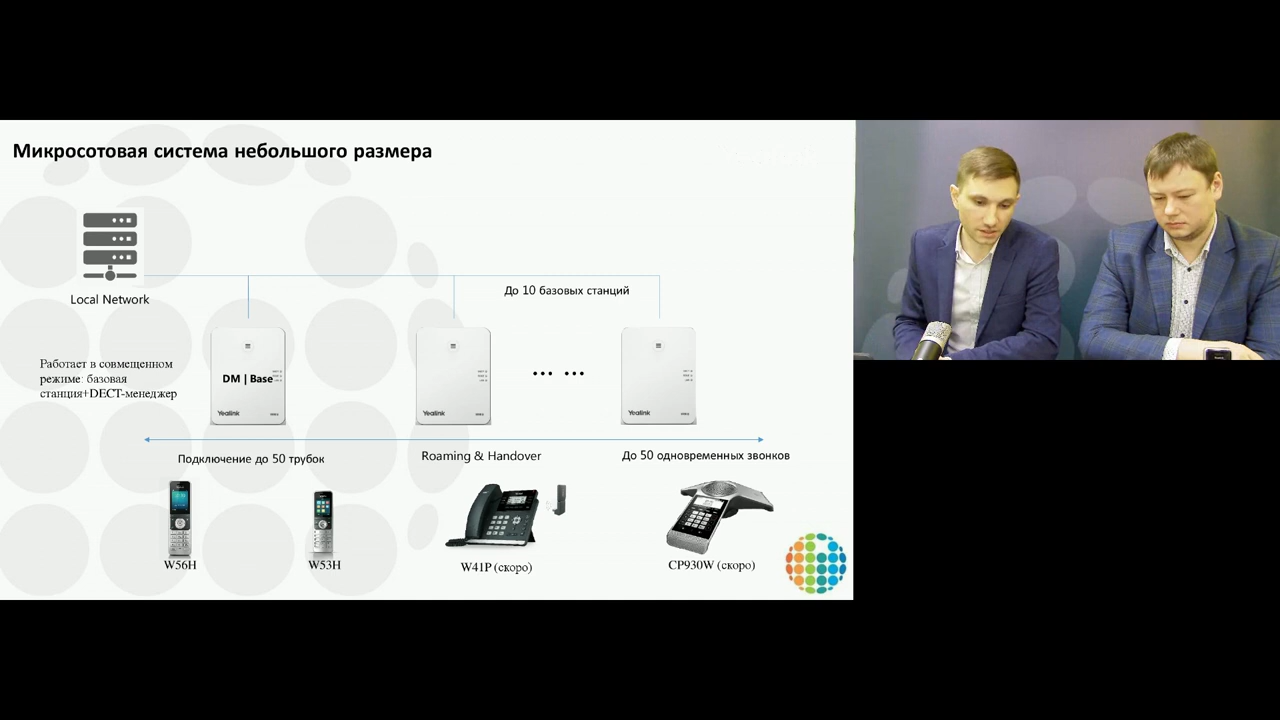 Микросотовая система небольшого размера
Local Network
До 10 базовых станций
Работает в совмещенном
режиме: базовая
станция+DECT-менеджер
DM | Base
Yealink
Yealink
Yealink
Подключение до 50 трубок
Roaming & Handover
До 50 одновременных звонков
W56H
W53H
W41P (скоро)
CP930W (скоро)